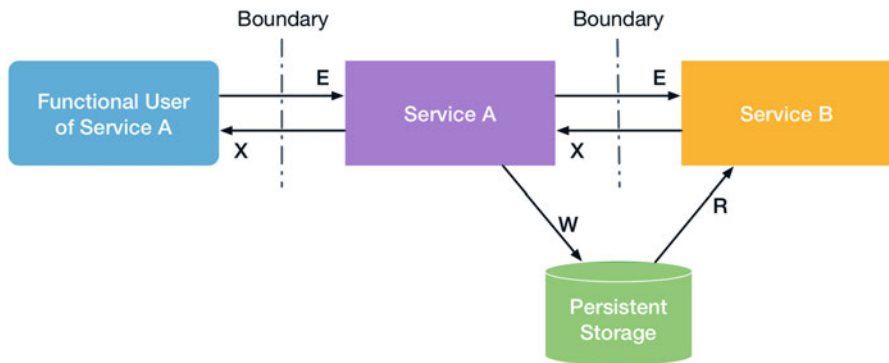 Boundary
Boundary
Functional User
of Service A
E
X
Service A
E
X
Service B
W
R
Persistent
Storage